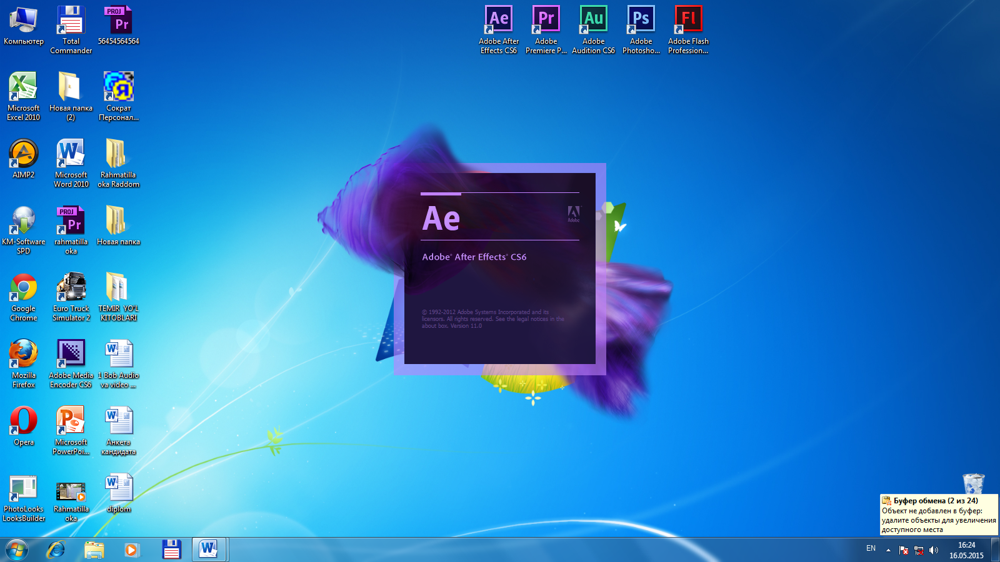 Компьютер
Total
Commander
PROJ
Pr
56454564564
Ae
Adobe After
Effects CS6
Pr
Adobe
Premiere P...
Au
Adobe
Audition CS6
Ps
Adobe
Photosho...
Fl
Adobe Flash
Profession...
Microsoft
Excel 2010
Новая папка
(2)
Я
Сократ
Персонал...
AIMP2
W
Microsoft
Word 2010
Rahmatilla
oka Raddom
KM-Software
SPD
PROJ
Pr
rahmatilla
oka
Новая папка
Google
Chrome
Euro Truck
Simulator 2
TEMIR YO'L
KITOBLARI
Mozilla
Firefox
Adobe Media
Encoder CS6
W
1 Bob Audio
va video ...
Opera
P
Microsoft
PowerPoi...
W
Анкета
кандидата
PhotoLooks
LooksBuilder
Rahmatilla
oka
W
diplom
Ae
Adobe
Adobe® After Effects® CS6
© 1992-2012 Adobe Systems Incorporated and its
licensors. All rights reserved. See the legal notices in the
about box. Version 11.0
Буфер обмена (2 из 24)
Объект не добавлен в буфер:
удалите объекты для увеличения
доступного места
W
EN
16:24
16.05.2015